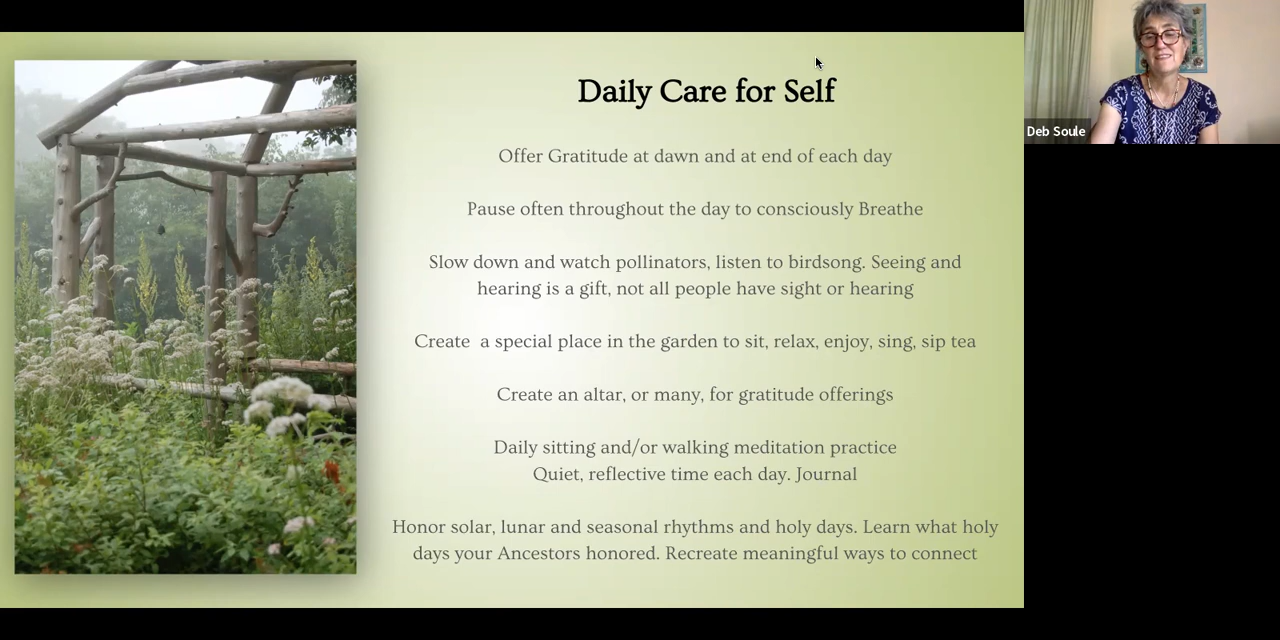 Daily Care for Self
Offer Gratitude at dawn and at end of each day
Pause often throughout the day to consciously Breathe
Slow down and watch pollinators, listen to birdsong. Seeing and
hearing is a gift, not all people have sight or hearing
Create a special place in the garden to sit, relax, enjoy, sing, sip tea
Create an altar, or many, for gratitude offerings
Daily sitting and/or walking meditation practice
Quiet, reflective time each day. Journal
Honor solar, lunar and seasonal rhythms and holy days. Learn what holy
days your Ancestors honored. Recreate meaningful ways to connect
Deb Soule